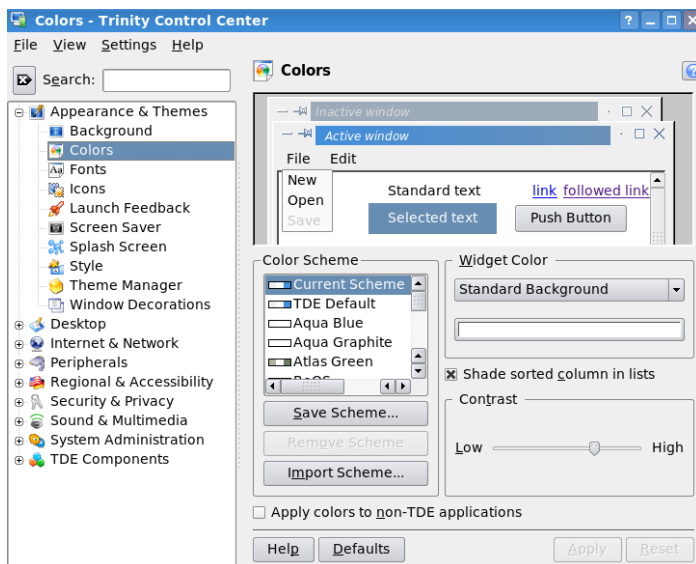 Colors - Trinity Control Center
File View Settings Help
Search:
Appearance & Themes
Background
Colors
Fonts
Icons
Launch Feedback
Screen Saver
Splash Screen
Style
Theme Manager
Window Decorations
Desktop
Internet & Network
Peripherals
Regional & Accessibility
Security & Privacy
Sound & Multimedia
System Administration
TDE Components
Colors
Inactive window
Active window
File Edit
New
Open
Save
Standard text
link followed link
Selected text
Push Button
Color Scheme
Current Scheme
TDE Default
Aqua Blue
Aqua Graphite
Atlas Green
BeOS
Save Scheme...
Remove Scheme
Import Scheme...
Widget Color
Standard Background
Shade sorted column in lists
Contrast
Low High
Apply colors to non-TDE applications
Help Defaults Apply Reset